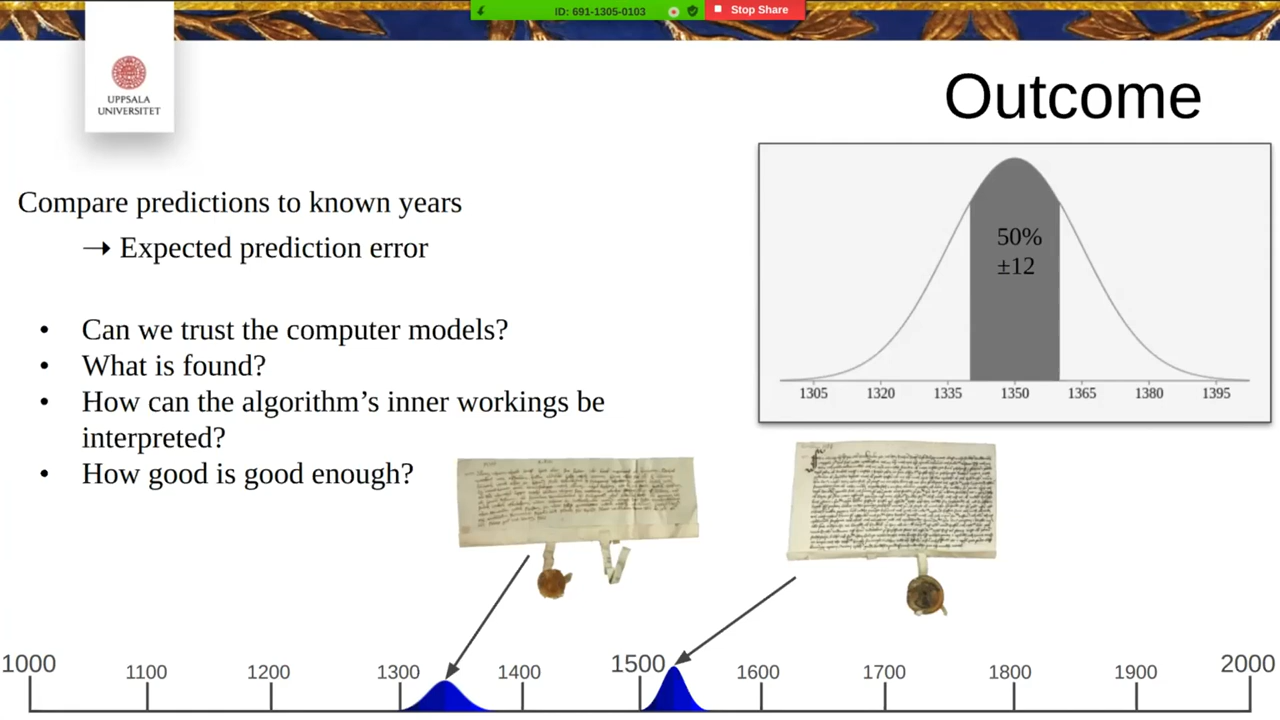 ID: 691-1305-0103
Stop Share
UPPSALA
UNIVERSITET
Outcome
Compare predictions to known years
→ Expected prediction error
• Can we trust the computer models?
• What is found?
• How can the algorithm’s inner workings be
interpreted?
• How good is good enough?
50%
±12
1305 1320 1335 1350 1365 1380 1395
1000 1100 1200 1300 1400 1500 1600 1700 1800 1900 2000